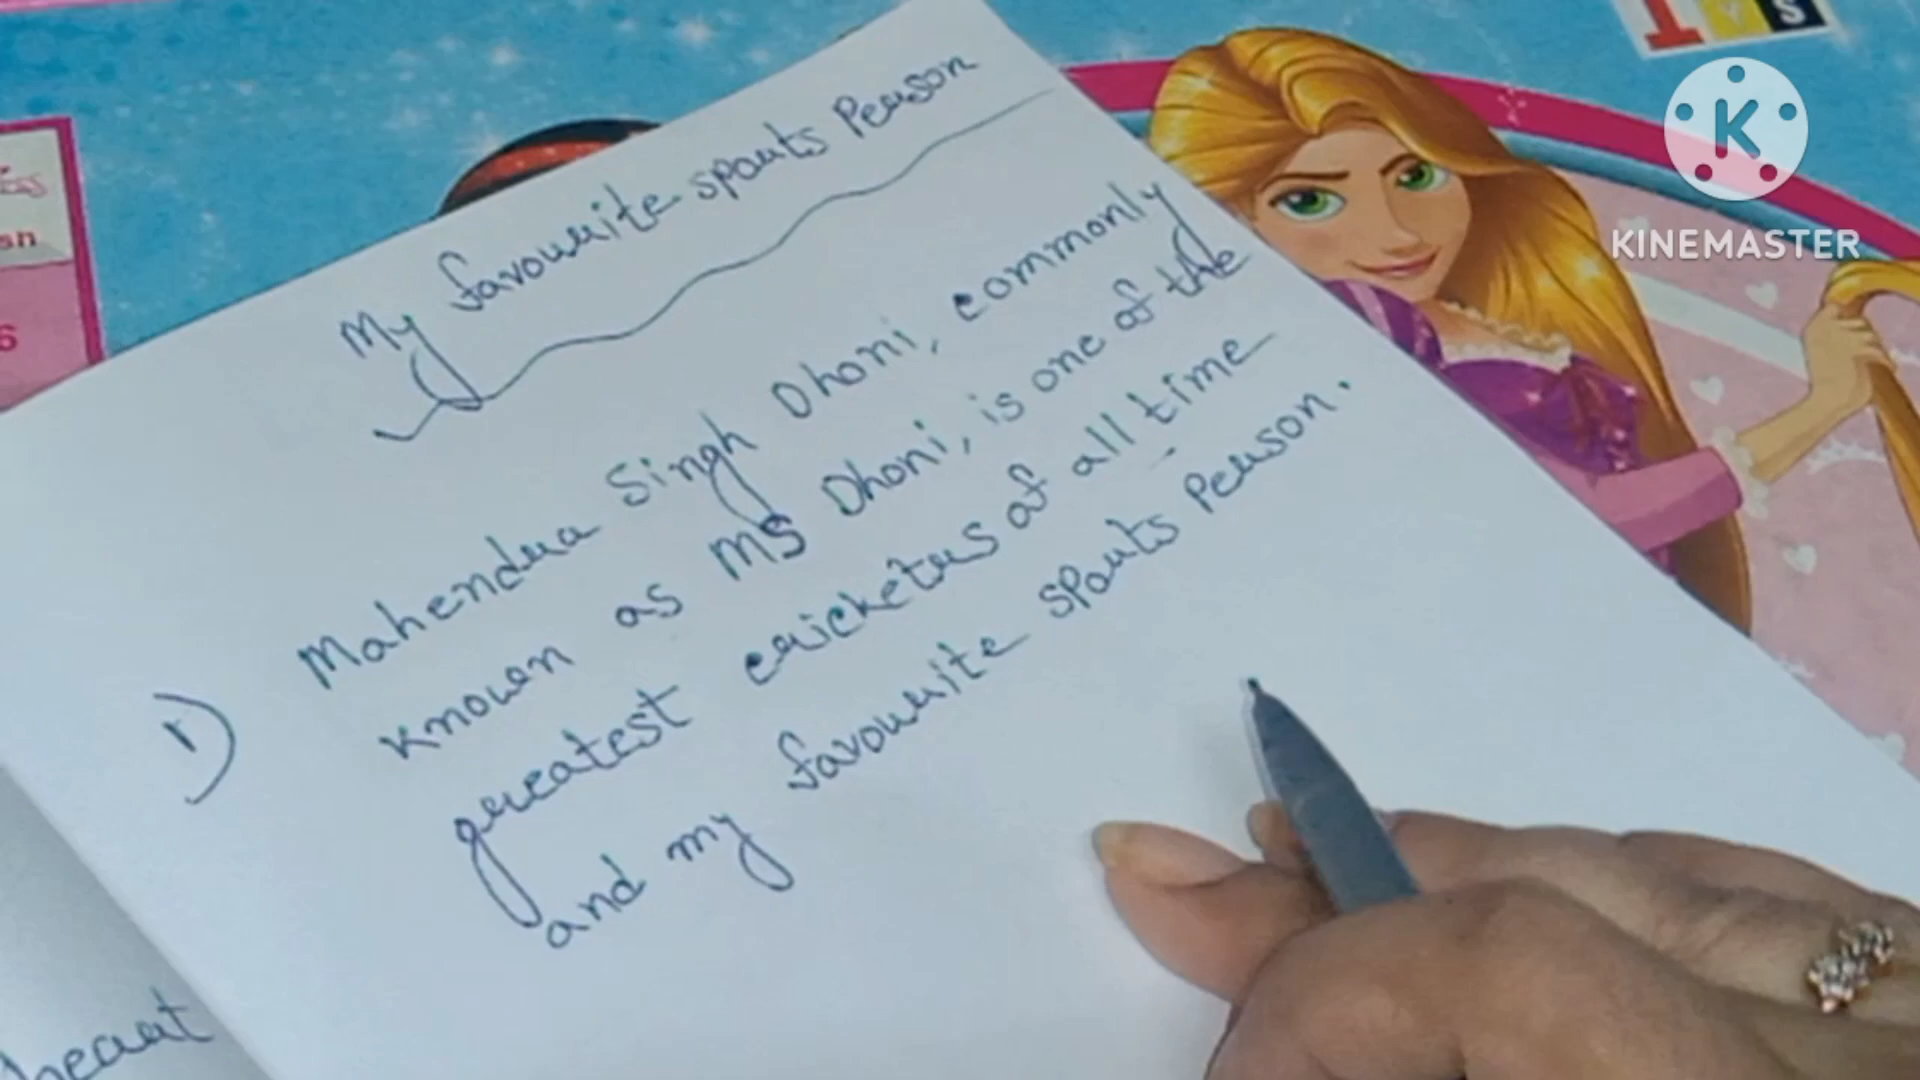 My favourite sports Person
1) Mahendra Singh Dhoni, commonly
known as MS Dhoni, is one of the
greatest cricketers of all time
and my favourite sports Person.
heart
KINEMASTER